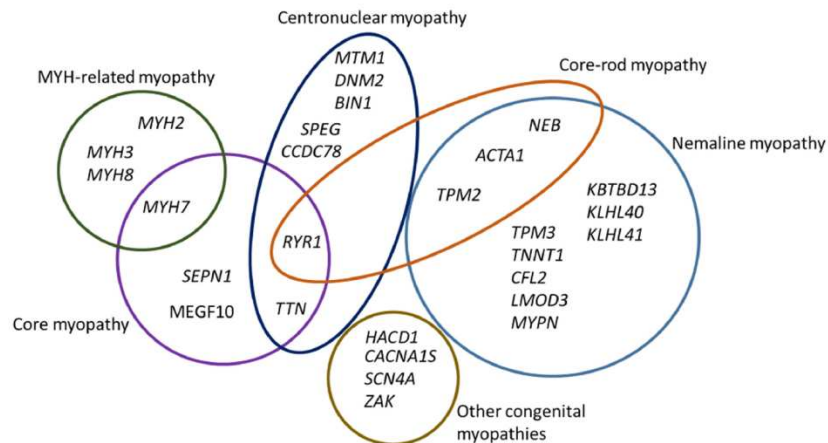 Centronuclear myopathy
MTM1
DNM2
BIN1
SPEG
CCDC78
Core-rod myopathy
MYH-related myopathy
MYH2
MYH3
MYH8
MYH7
NEB
ACTA1
TPM2
Nemaline myopathy
KBTBD13
KLHL40
KLHL41
TPM3
TNNT1
CFL2
LMOD3
MYPN
RYR1
SEPN1
MEGF10
TTN
Core myopathy
HACD1
CACNA1S
SCN4A
ZAK
Other congenital
myopathies